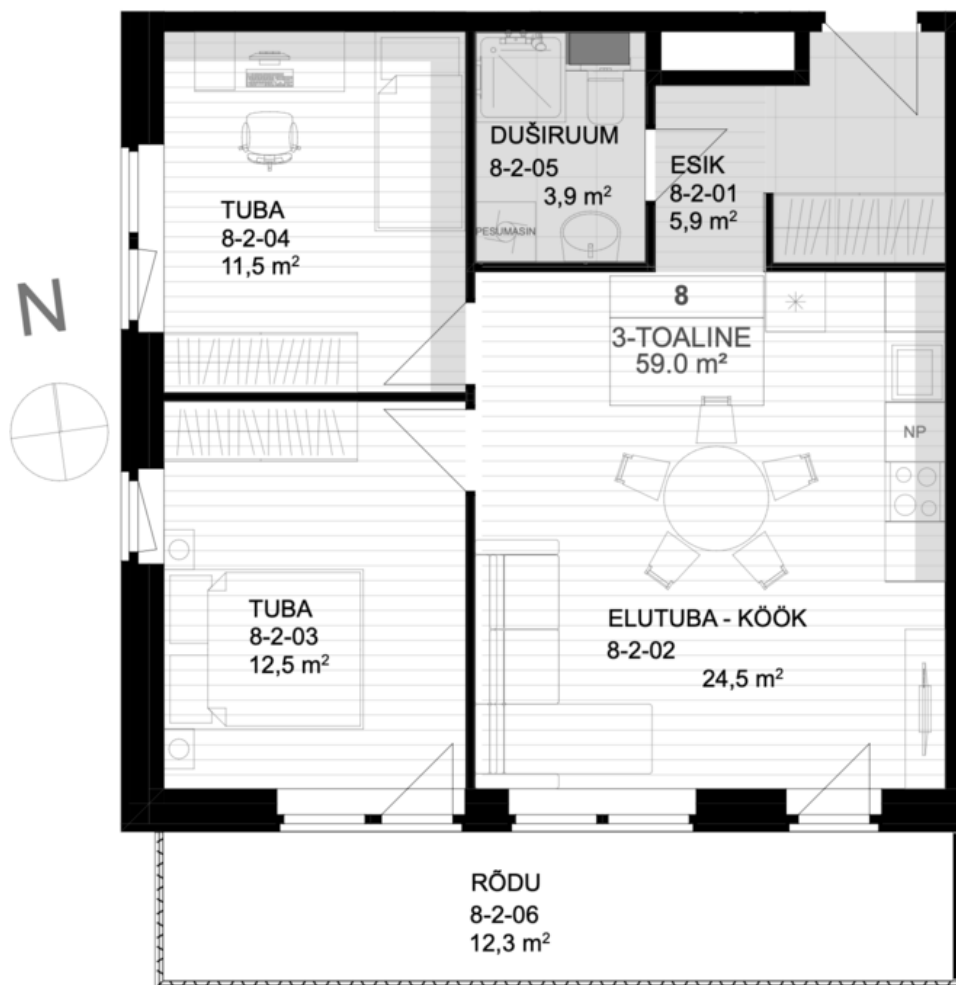 DUŠIRUUM
8-2-05
3,9 m²
PESUMASIN
ESIK
8-2-01
5,9 m²
TUBA
8-2-04
11,5 m²
N
8
3-TOALINE
59.0 m²
NP
TUBA
8-2-03
12,5 m²
ELUTUBA - KÖÖK
8-2-02
24,5 m²
RÕDU
8-2-06
12,3 m²